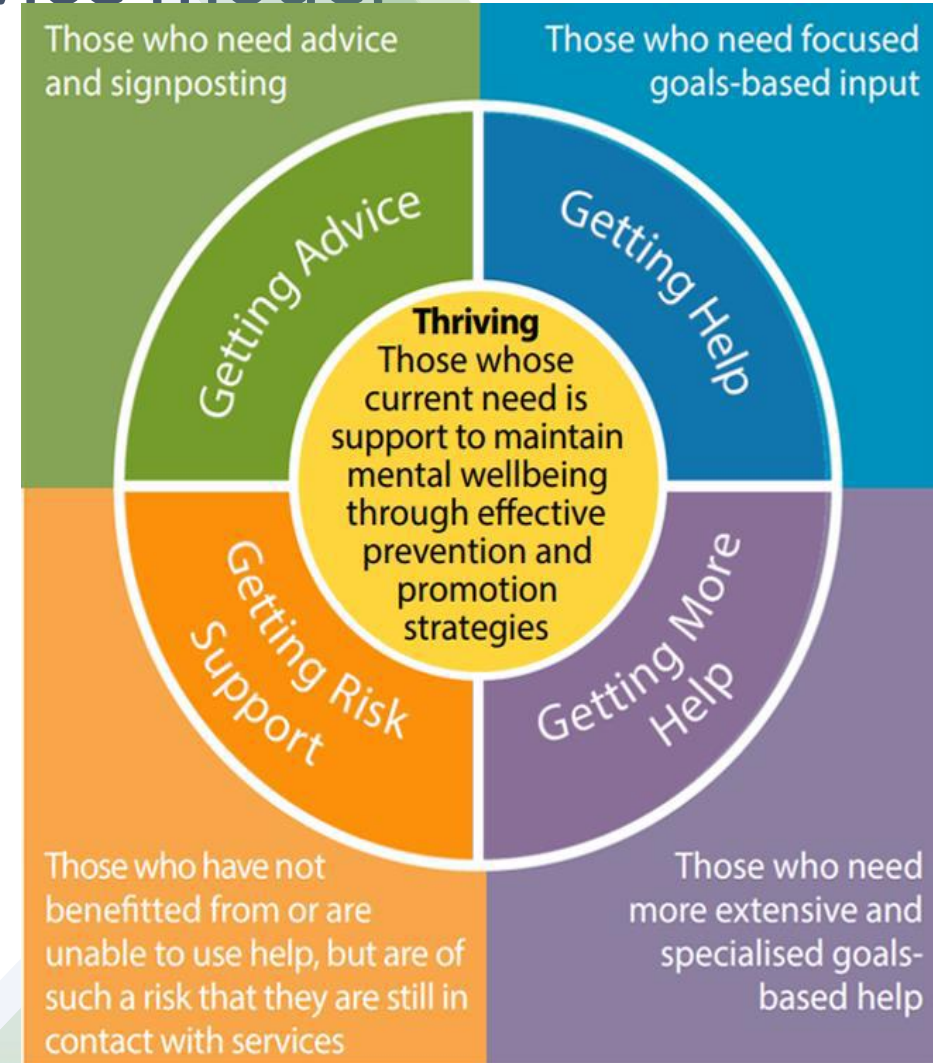 Those who need advice
and signposting
Those who need focused
goals-based input
Getting Advice
Getting Help
Thriving
Those whose
current need is
support to maintain
mental wellbeing
through effective
prevention and
promotion
strategies
Getting Risk
Support
Getting More
Help
Those who have not
benefitted from or are
unable to use help, but are of
such a risk that they are still in
contact with services
Those who need
more extensive and
specialised goals-
based help